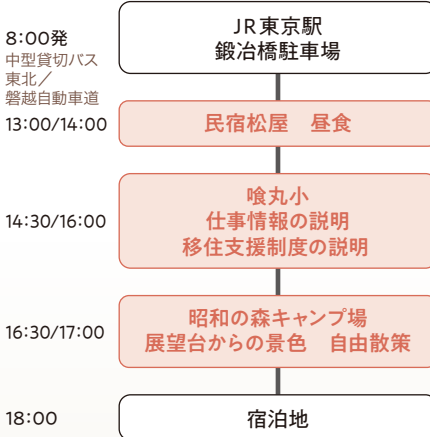 8:00発
中型貸切バス
東北／
磐越自動車道
JR東京駅
鍛冶橋駐車場
13:00/14:00
民宿松屋　昼食
14:30/16:00
喰丸小
仕事情報の説明
移住支援制度の説明
16:30/17:00
昭和の森キャンプ場
展望台からの景色　自由散策
18:00
宿泊地